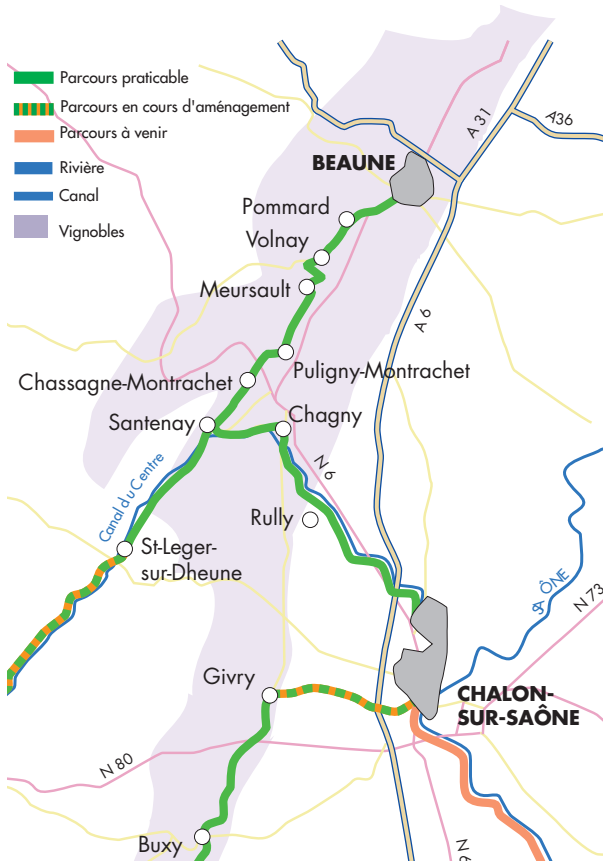 Parcours praticable
Parcours en cours d'aménagement
Parcours à venir
Rivière
Canal
Vignobles
A 31
A36
BEAUNE
Pommard
Volnay
Meursault
A 6
Puligny-Montrachet
Chassagne-Montrachet
Santenay
Chagny
N 6
Canal du Centre
Rully
St-Leger-
sur-Dheune
SAÔNE
N 73
Givry
CHALON-
SUR-SAÔNE
N 80
Buxy
N 6